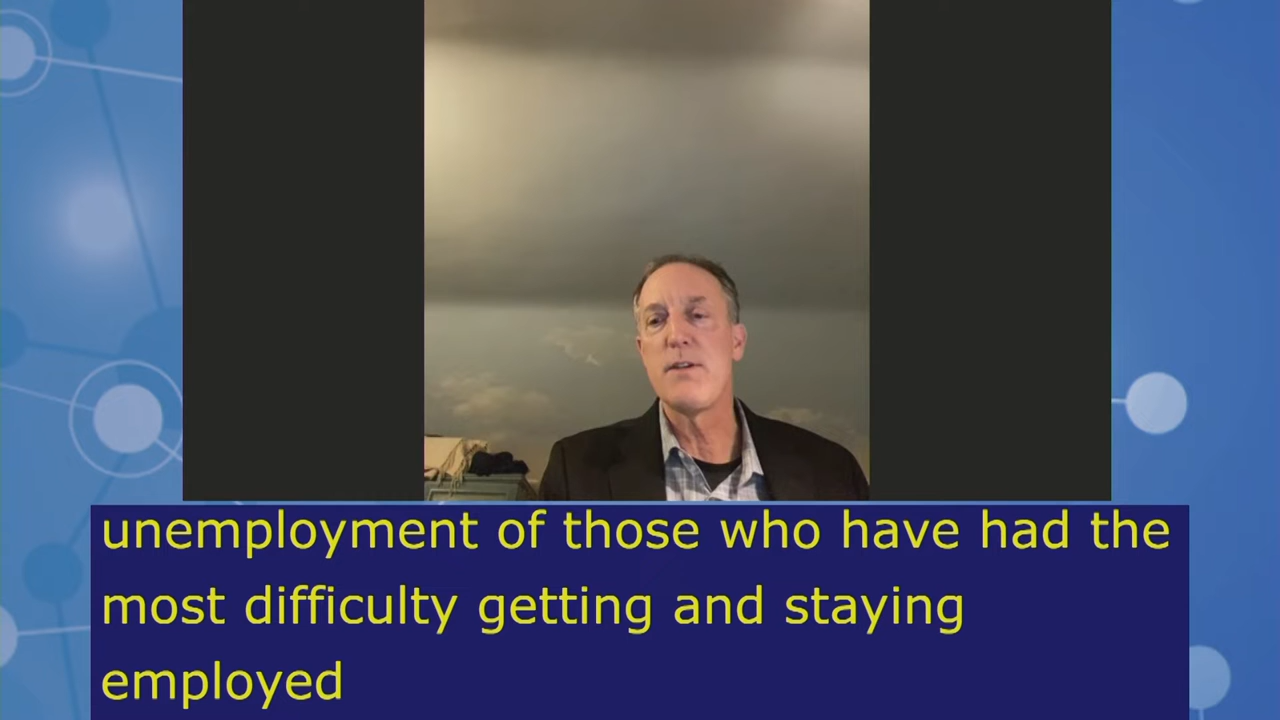 unemployment of those who have had the
most difficulty getting and staying
employed